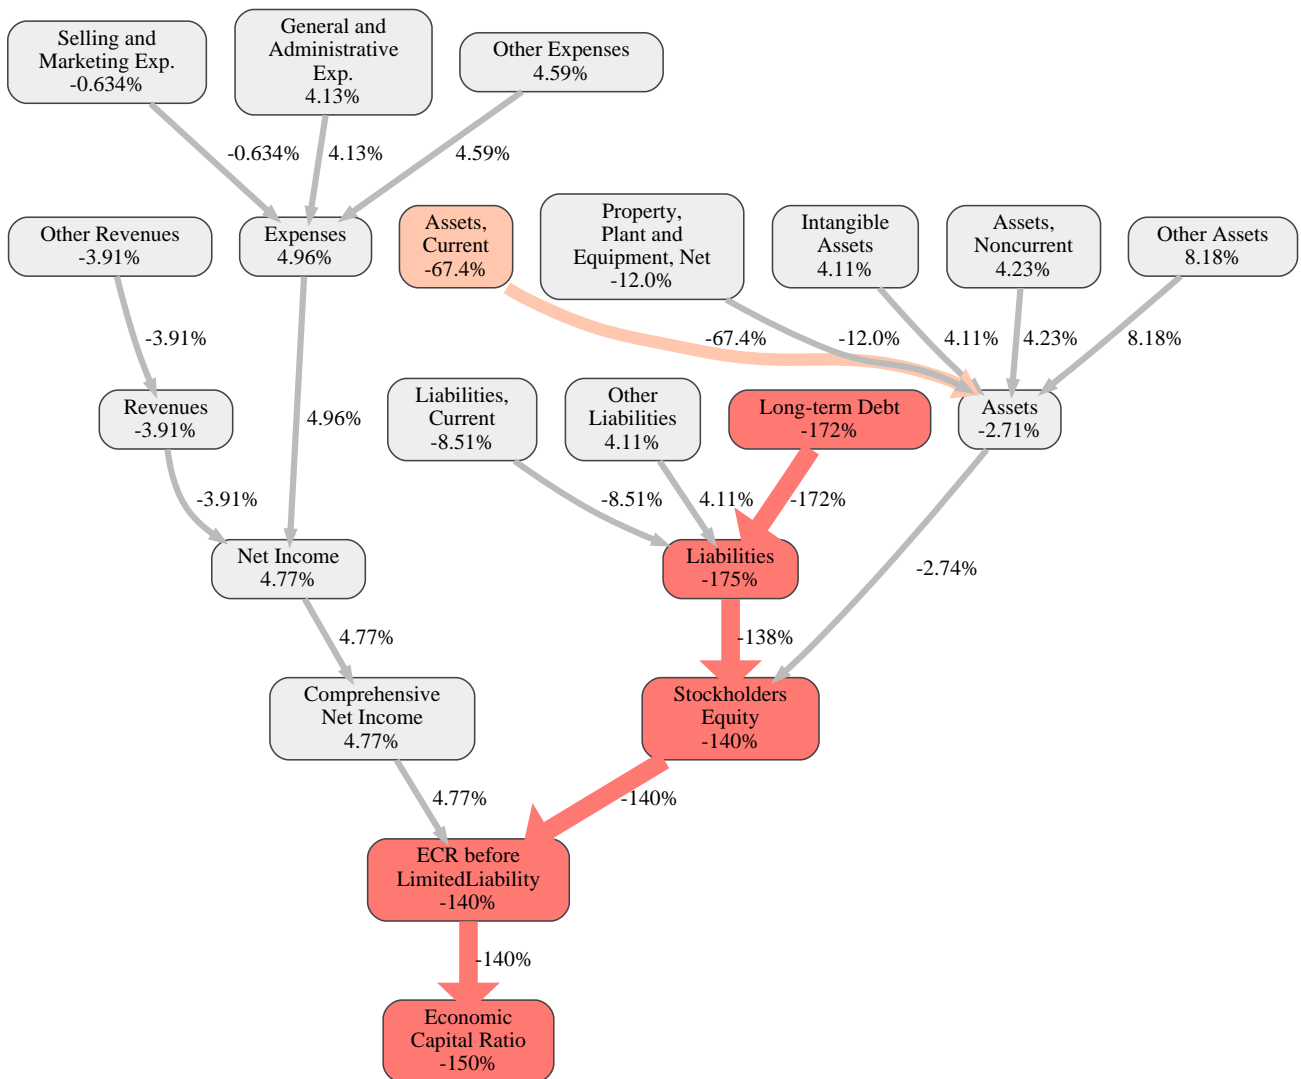 Selling and
Marketing Exp.
-0.634%
General and
Administrative
Exp.
4.13%
Other Expenses
4.59%
-0.634%
4.13%
4.59%
Other Revenues
-3.91%
Expenses
4.96%
Assets,
Current
-67.4%
Property,
Plant and
Equipment, Net
-12.0%
Intangible
Assets
4.11%
Assets,
Noncurrent
4.23%
Other Assets
8.18%
-3.91%
-67.4%
-12.0%
4.11%
4.23%
8.18%
Revenues
-3.91%
4.96%
Liabilities,
Current
-8.51%
Other
Liabilities
4.11%
Long-term Debt
-172%
Assets
-2.71%
-3.91%
-8.51%
4.11%
-172%
Net Income
4.77%
Liabilities
-175%
-2.74%
4.77%
-138%
Comprehensive
Net Income
4.77%
Stockholders
Equity
-140%
4.77%
-140%
ECR before
LimitedLiability
-140%
-140%
Economic
Capital Ratio
-150%